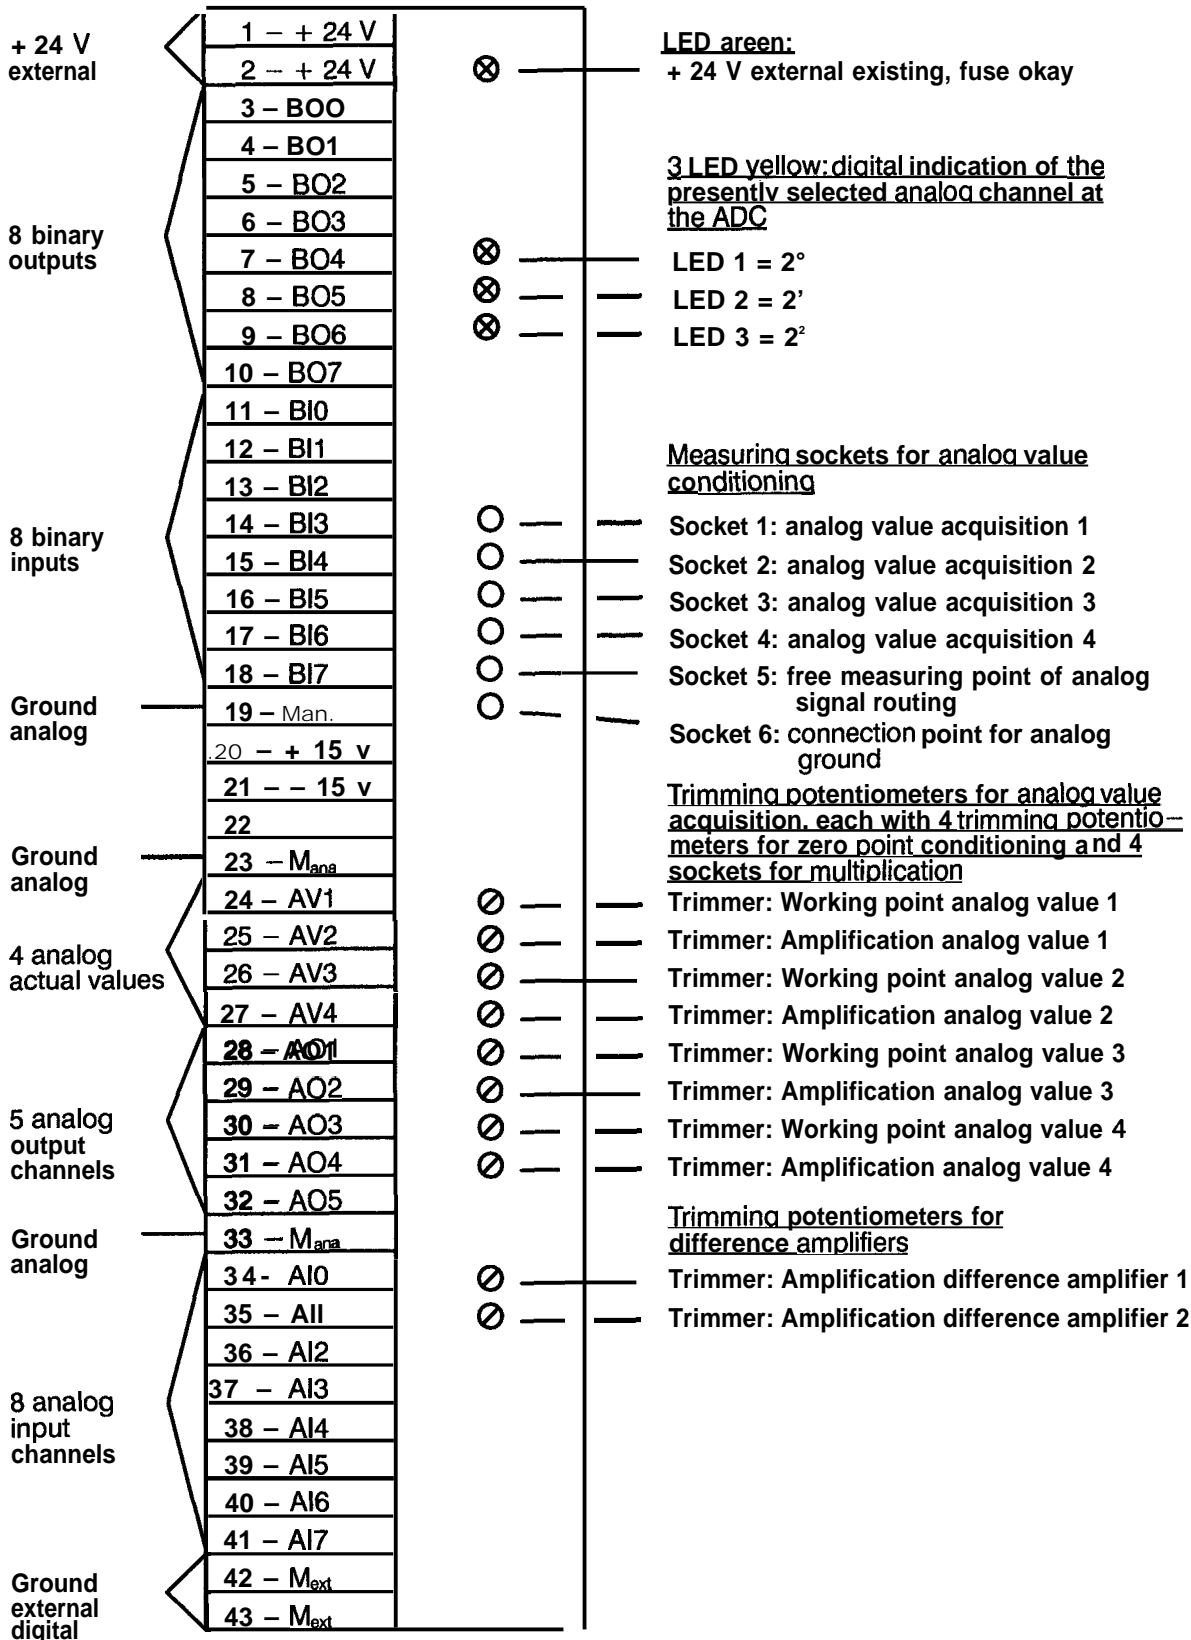 + 24 V
external
8 binary
outputs
8 binary
inputs
Ground
analog
Ground
analog
4 analog
actual values
5 analog
output
channels
Ground
analog
8 analog
input
channels
Ground
external
digital
1 – + 24 V
2 – + 24 V
3 – BOO
4 – BO1
5 – BO2
6 – BO3
7 – BO4
8 – BO5
9 – BO6
10 – BO7
11 – BI0
12 – BI1
13 – BI2
14 – BI3
15 – BI4
16 – BI5
17 – BI6
18 – BI7
19 – Man.
.20 – + 15 v
21 – – 15 v
22
23 – Mana
24 – AV1
25 – AV2
26 – AV3
27 – AV4
28 – AO1
29 – AO2
30 – AO3
31 – AO4
32 – AO5
33 – Mana
34- AI0
35 – AII
36 – AI2
37 – AI3
38 – AI4
39 – AI5
40 – AI6
41 – AI7
42 – Mext
43 – Mext
LED areen:
+ 24 V external existing, fuse okay
3 LED yellow: digital indication of the
presentlv selected analog channel at
the ADC
LED 1 = 2°
LED 2 = 2’
LED 3 = 2²
Measuring sockets for analog value
conditioning
Socket 1: analog value acquisition 1
Socket 2: analog value acquisition 2
Socket 3: analog value acquisition 3
Socket 4: analog value acquisition 4
Socket 5: free measuring point of analog
signal routing
Socket 6: connection point for analog
ground
Trimming potentiometers for analog value
acquisition. each with 4 trimming potentio–
meters for zero point conditioning and 4
sockets for multiplication
Trimmer: Working point analog value 1
Trimmer: Amplification analog value 1
Trimmer: Working point analog value 2
Trimmer: Amplification analog value 2
Trimmer: Working point analog value 3
Trimmer: Amplification analog value 3
Trimmer: Working point analog value 4
Trimmer: Amplification analog value 4
Trimming potentiometers for
difference amplifiers
Trimmer: Amplification difference amplifier 1
Trimmer: Amplification difference amplifier 2